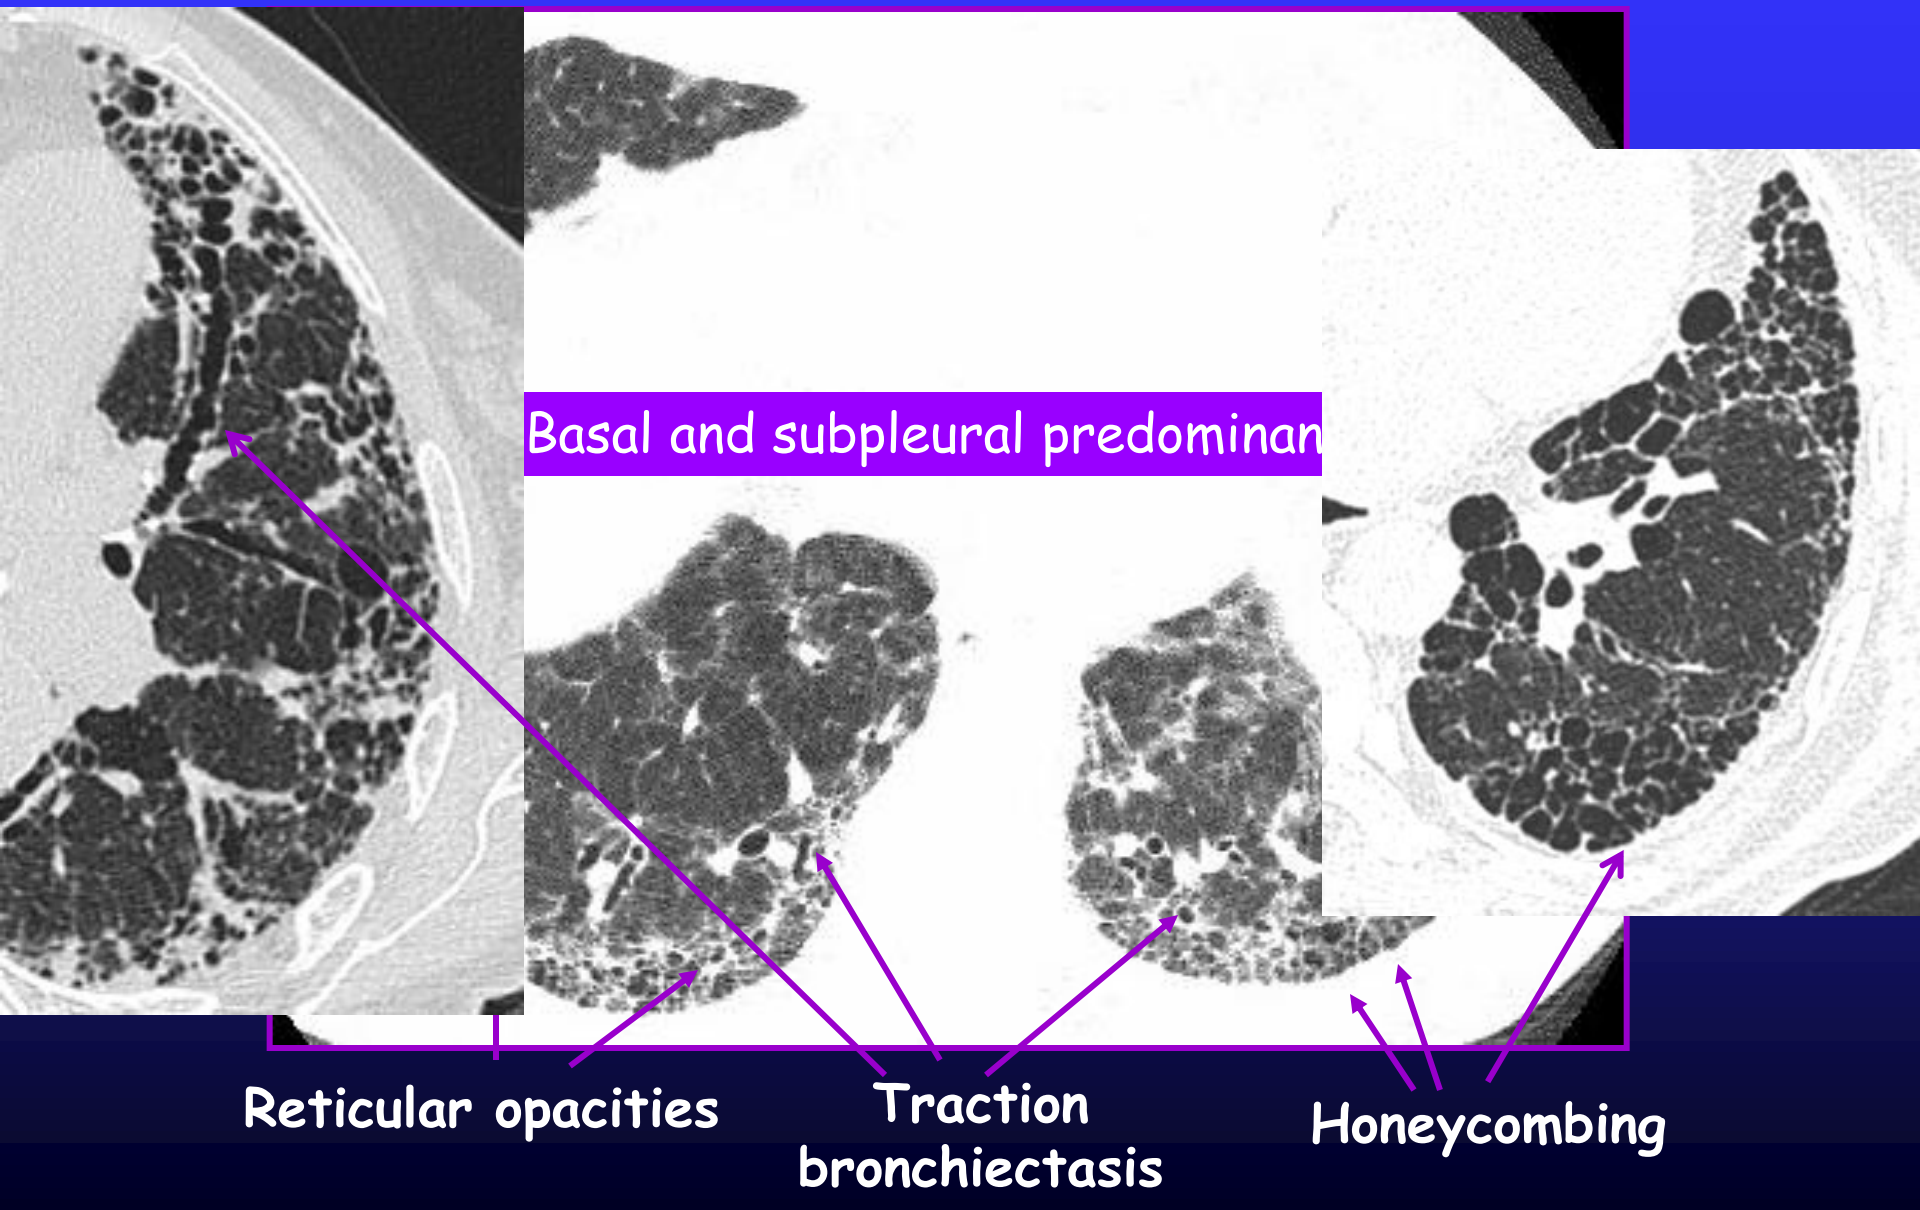 Basal and subpleural predominan
Reticular opacities
Traction
bronchiectasis
Honeycombing